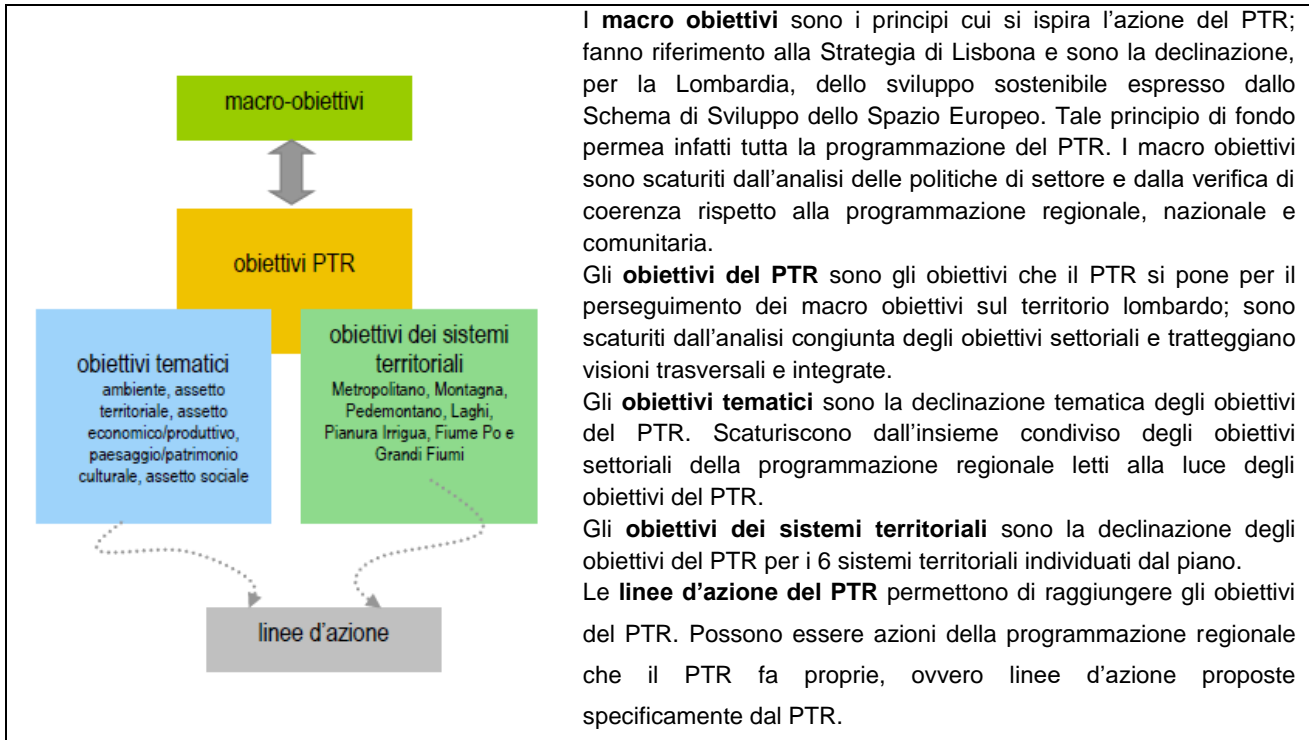 macro-obiettivi
obiettivi PTR
obiettivi tematici
ambiente, assetto
territoriale, assetto
economico/produttivo,
paesaggio/patrimonio
culturale, assetto sociale
obiettivi dei sistemi
territoriali
Metropolitano, Montagna,
Pedemontano, Laghi,
Pianura Irrigua, Fiume Po e
Grandi Fiumi
linee d'azione
I macro obiettivi sono i principi cui si ispira l'azione del PTR;
fanno riferimento alla Strategia di Lisbona e sono la declinazione,
per la Lombardia, dello sviluppo sostenibile espresso dallo
Schema di Sviluppo dello Spazio Europeo. Tale principio di fondo
permea infatti tutta la programmazione del PTR. I macro obiettivi
sono scaturiti dall'analisi delle politiche di settore e dalla verifica di
coerenza rispetto alla programmazione regionale, nazionale e
comunitaria.
Gli obiettivi del PTR sono gli obiettivi che il PTR si pone per il
perseguimento dei macro obiettivi sul territorio lombardo; sono
scaturiti dall'analisi congiunta degli obiettivi settoriali e tratteggiano
visioni trasversali e integrate.
Gli obiettivi tematici sono la declinazione tematica degli obiettivi
del PTR. Scaturiscono dall'insieme condiviso degli obiettivi
settoriali della programmazione regionale letti alla luce degli
obiettivi del PTR.
Gli obiettivi dei sistemi territoriali sono la declinazione degli
obiettivi del PTR per i 6 sistemi territoriali individuati dal piano.
Le linee d'azione del PTR permettono di raggiungere gli obiettivi
del PTR. Possono essere azioni della programmazione regionale
che il PTR fa proprie, ovvero linee d'azione proposte
specificamente dal PTR.